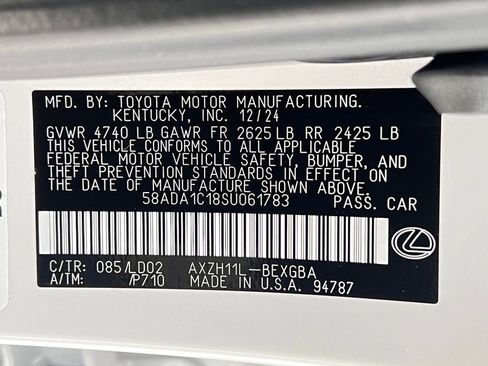 MFD. BY: TOYOTA MOTOR MANUFACTURING.
KENTUCKY, INC. 12/24
GVWR 4740 LB GAWR FR 2625 LB RR 2425 LB
THIS VEHICLE CONFORMS TO ALL APPLICABLE
FEDERAL MOTOR VEHICLE SAFETY, BUMPER, AND
THEFT PREVENTION STANDARDS IN EFFECT ON
THE DATE OF MANUFACTURE SHOWN ABOVE.
58ADA1C18SU061783 PASS. CAR
C/TR: 085/LD02 AXZH11L-BEXGBA
A/TM: /P710 MADE IN U.S.A. 94787